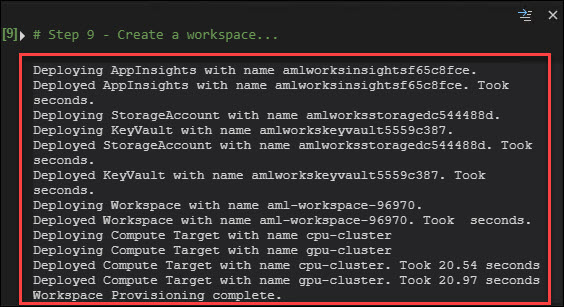 [9] # Step 9 - Create a workspace...
Deploying AppInsights with name amlworksinsightsf65c8fce.
Deployed AppInsights with name amlworksinsightsf65c8fce. Took
seconds.
Deploying StorageAccount with name amlworksstoragedc544488d.
Deploying KeyVault with name amlworkskeyvault5559c387.
Deployed StorageAccount with name amlworksstoragedc544488d. Took
seconds.
Deployed KeyVault with name amlworkskeyvault5559c387. Took
seconds.
Deploying Workspace with name aml-workspace-96970.
Deployed Workspace with name aml-workspace-96970. Took  seconds.
Deploying Compute Target with name cpu-cluster
Deploying Compute Target with name gpu-cluster
Deployed Compute Target with name cpu-cluster. Took 20.54 seconds
Deployed Compute Target with name gpu-cluster. Took 20.97 seconds
Workspace Provisioning complete.